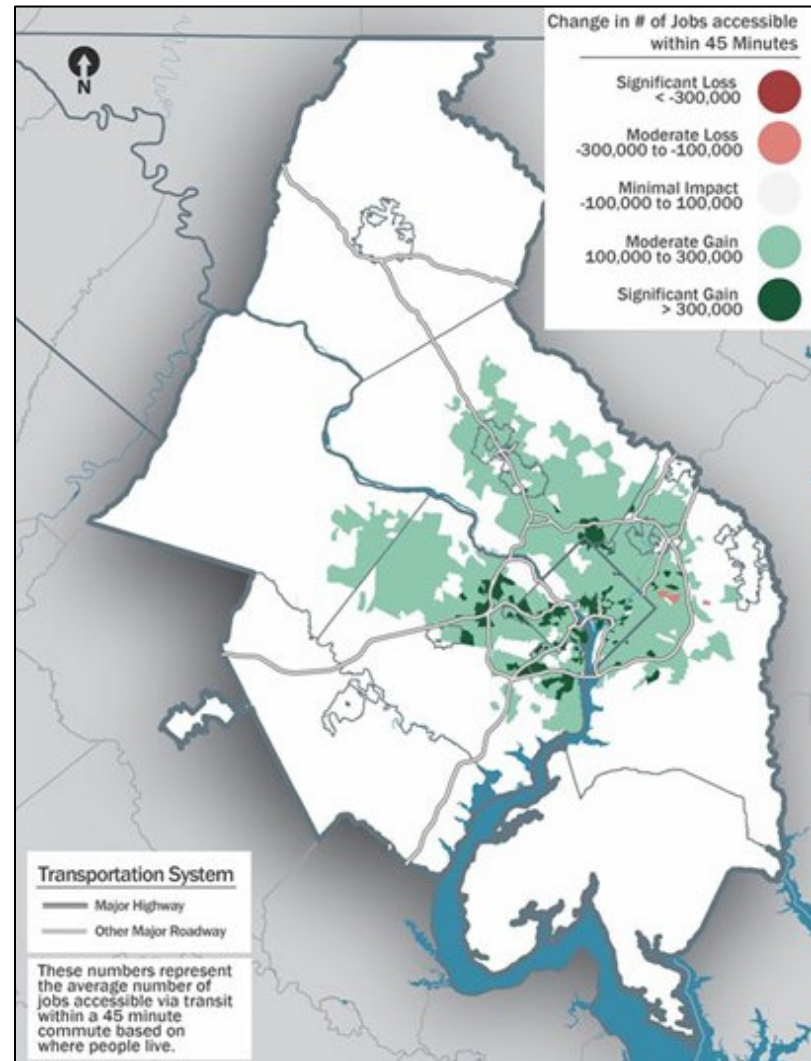 Change in # of Jobs accessible
within 45 Minutes
Significant Loss
< -300,000
Moderate Loss
-300,000 to -100,000
Minimal Impact
-100,000 to 100,000
Moderate Gain
100,000 to 300,000
Significant Gain
> 300,000
N
Transportation System
Major Highway
Other Major Roadway
These numbers represent
the average number of
jobs accessible via transit
within a 45 minute
commute based on
where people live.